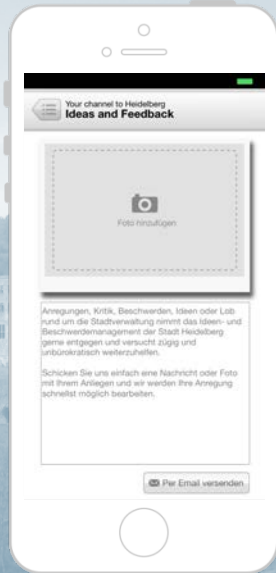 Your channel to Heidelberg
Ideas and Feedback
Foto hinzufügen
Anregungen, Kritik, Beschwerden, Ideen oder Lob
rund um die Stadtverwaltung nimmt das Ideen- und
Beschwerdemanagement der Stadt Heidelberg
gerne entgegen und versucht zügig und
unbürokratisch weiterzuhelfen.
Schicken Sie uns einfach eine Nachricht oder Foto
mit Ihrem Anliegen und wir werden Ihre Anregung
schnellst möglich bearbeiten.
Per Email versenden